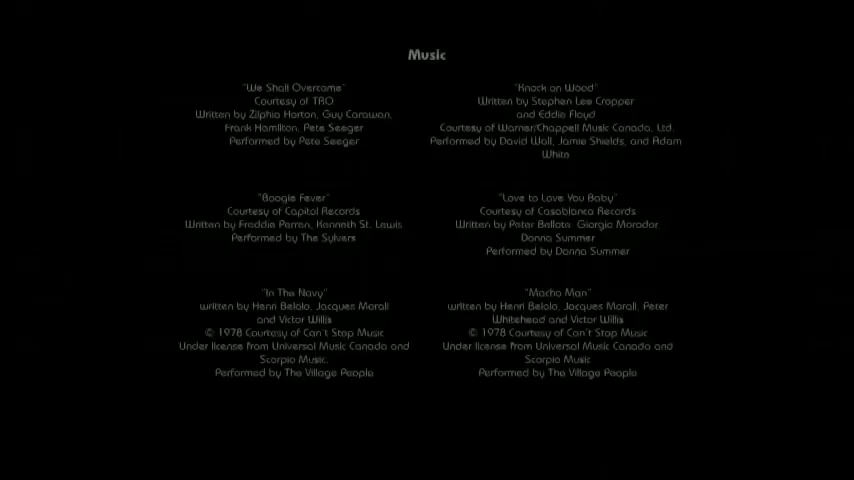 Music
"We Shall Overcome"
Courtesy of TRO
Written by Zilphia Horton, Guy Carawan,
Frank Hamilton, Pete Seeger
Performed by Pete Seeger
"Knock on Wood"
Written by Stephen Lee Cropper
and Eddie Floyd
Courtesy of Warner/Chappell Music Canada, Ltd.
Performed by David Wall, Jamie Shields, and Adam
White
"Boogie Fever"
Courtesy of Capitol Records
Written by Freddie Perren, Kenneth St. Lewis
Performed by The Sylvers
"Love to Love You Baby"
Courtesy of Casablanca Records
Written by Peter Bellote, Giorgio Moroder,
Donna Summer
Performed by Donna Summer
"In The Navy"
written by Henri Belolo, Jacques Morali
and Victor Willis
© 1978 Courtesy of Can't Stop Music
Under license from Universal Music Canada and
Scorpio Music.
Performed by The Village People
"Macho Man"
written by Henri Belolo, Jacques Morali, Peter
Whitehead and Victor Willis
© 1978 Courtesy of Can't Stop Music
Under license from Universal Music Canada and
Scorpio Music
Performed by The Village People